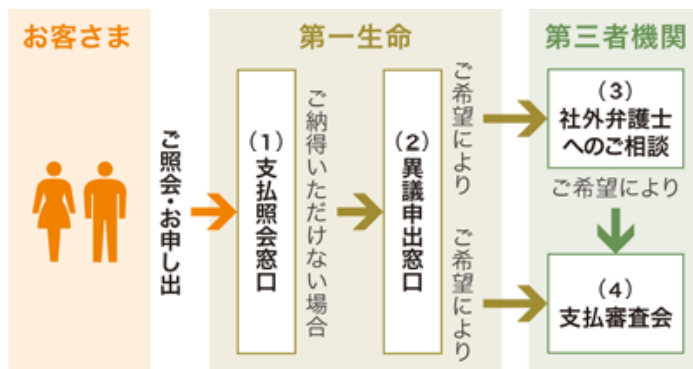 お客さま
ご照会・お申し出
第一生命
（1）支払照会窓口
ご納得いただけない場合
（2）異議申出窓口
ご希望により
ご希望により
第三者機関
（3）
社外弁護士
へのご相談
ご希望により
（4）
支払審査会